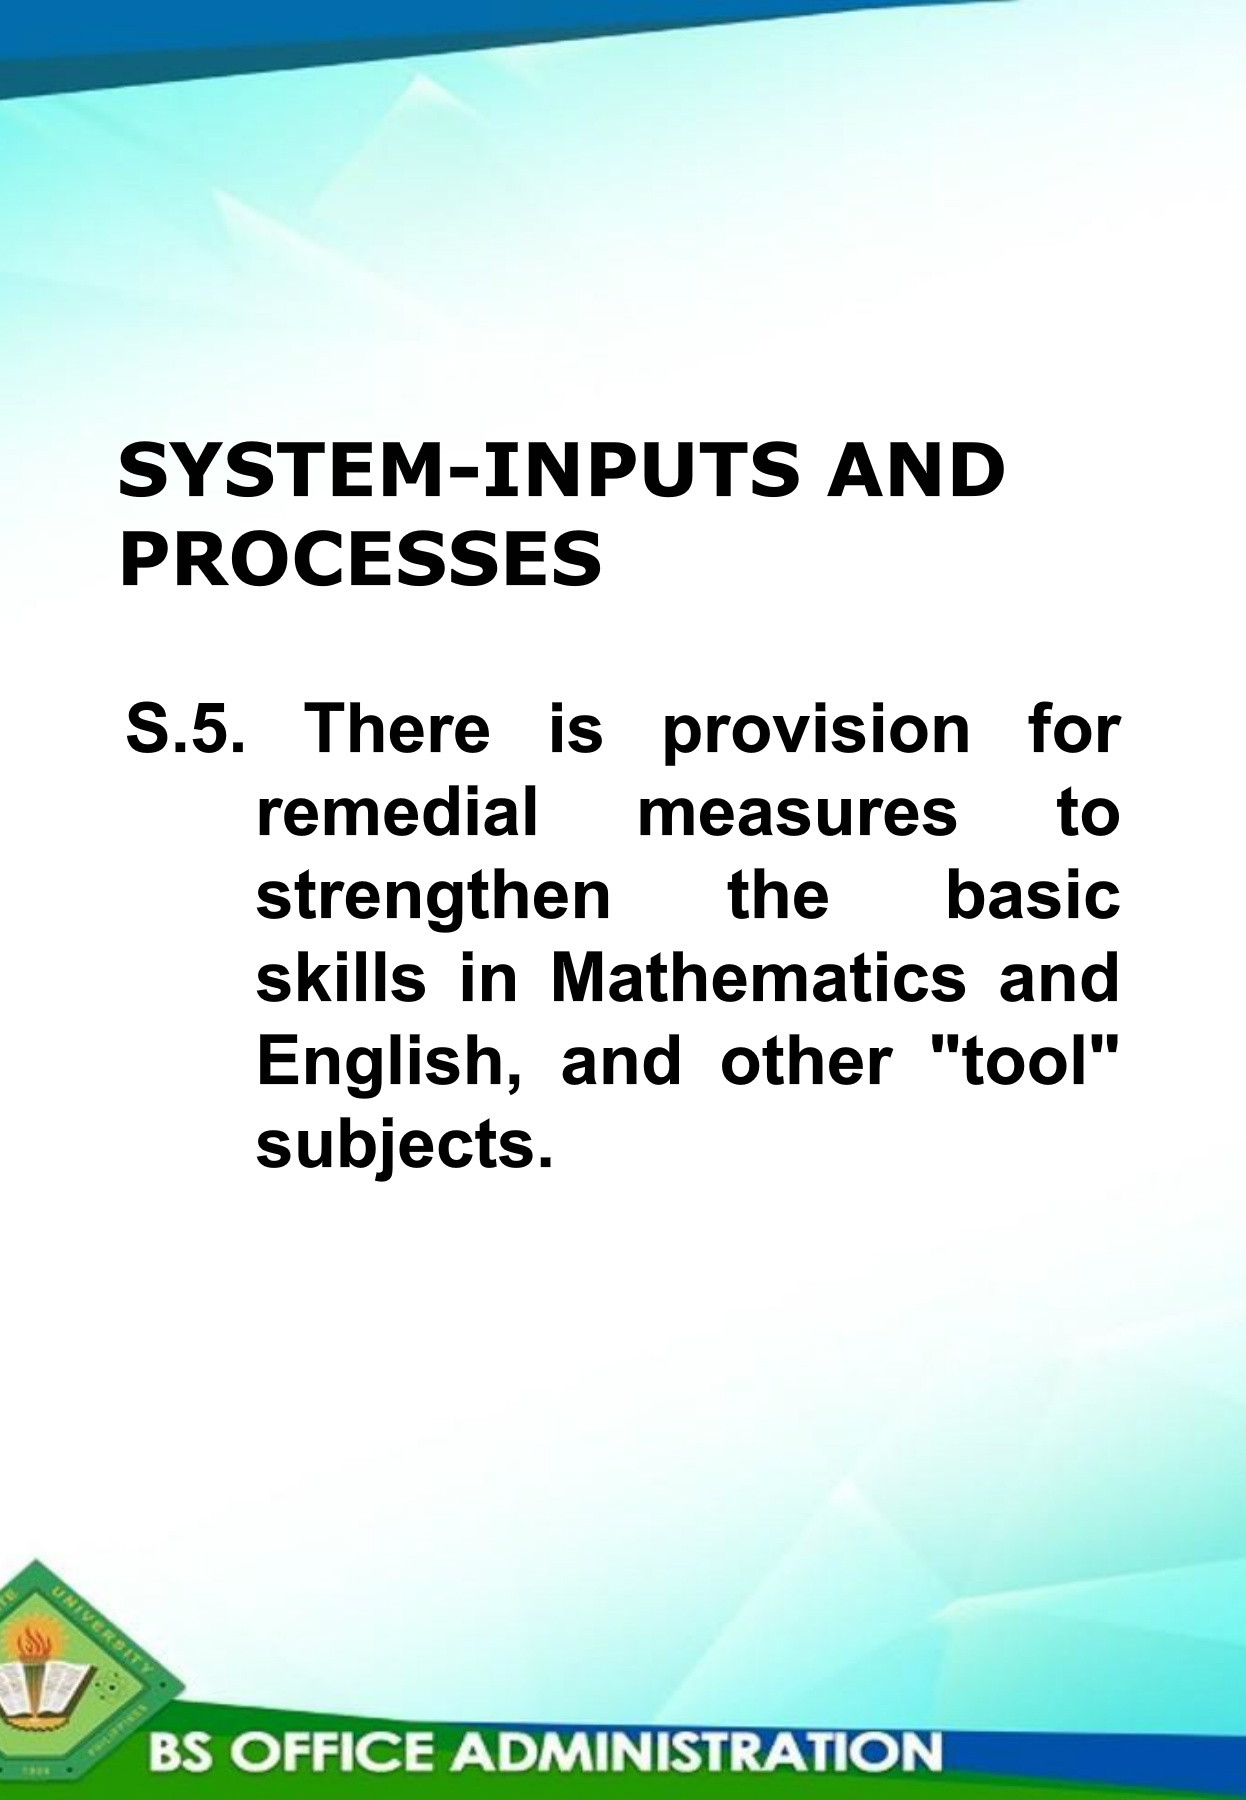 SYSTEM-INPUTS AND
PROCESSES
S.5. There is provision for
remedial measures to
strengthen the basic
skills in Mathematics and
English, and other "tool"
subjects.
UNIVERSITY
PHILIPPINES
BS OFFICE ADMINISTRATION